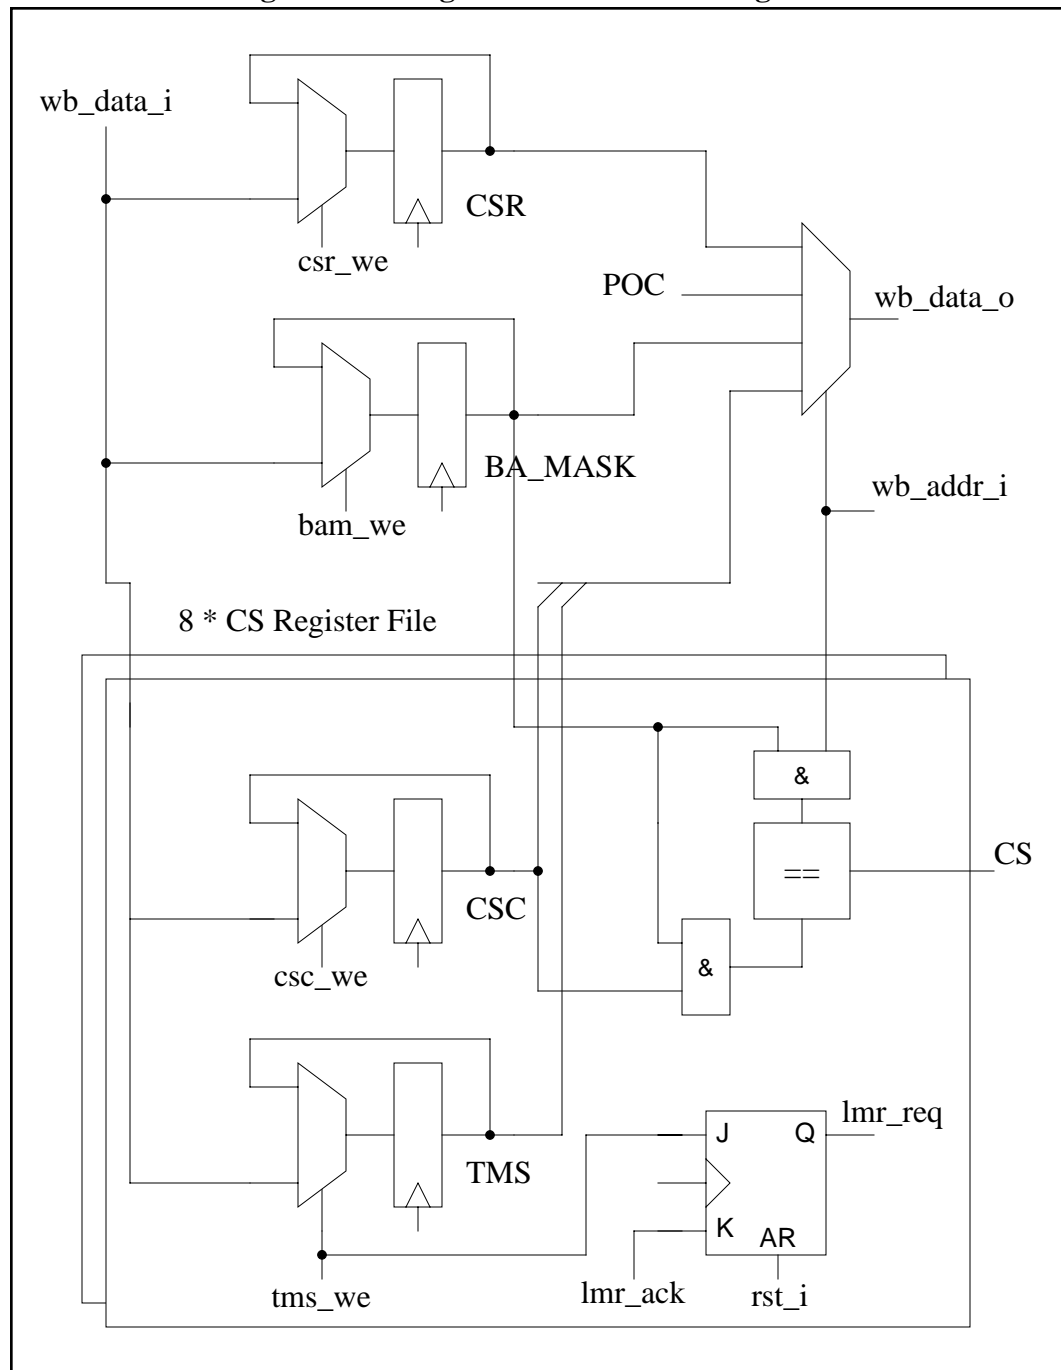 wb_data_i
CSR
csr_we
POC
wb_data_o
BA_MASK
wb_addr_i
bam_we
8 * CS Register File
&
==
CS
CSC
&
csc_we
lmr_req
J
Q
TMS
K
AR
tms_we
lmr_ack
rst_i